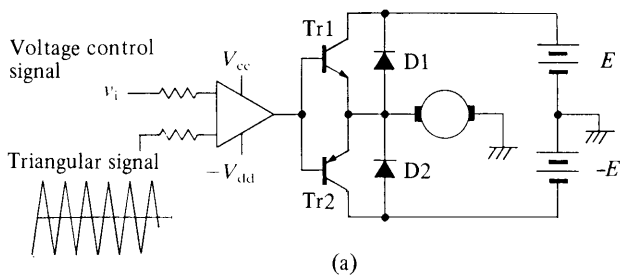 Tr1
Voltage control
signal
V_cc
D1
E
v_i
Triangular signal
-V_dd
D2
-E
Tr2
(a)